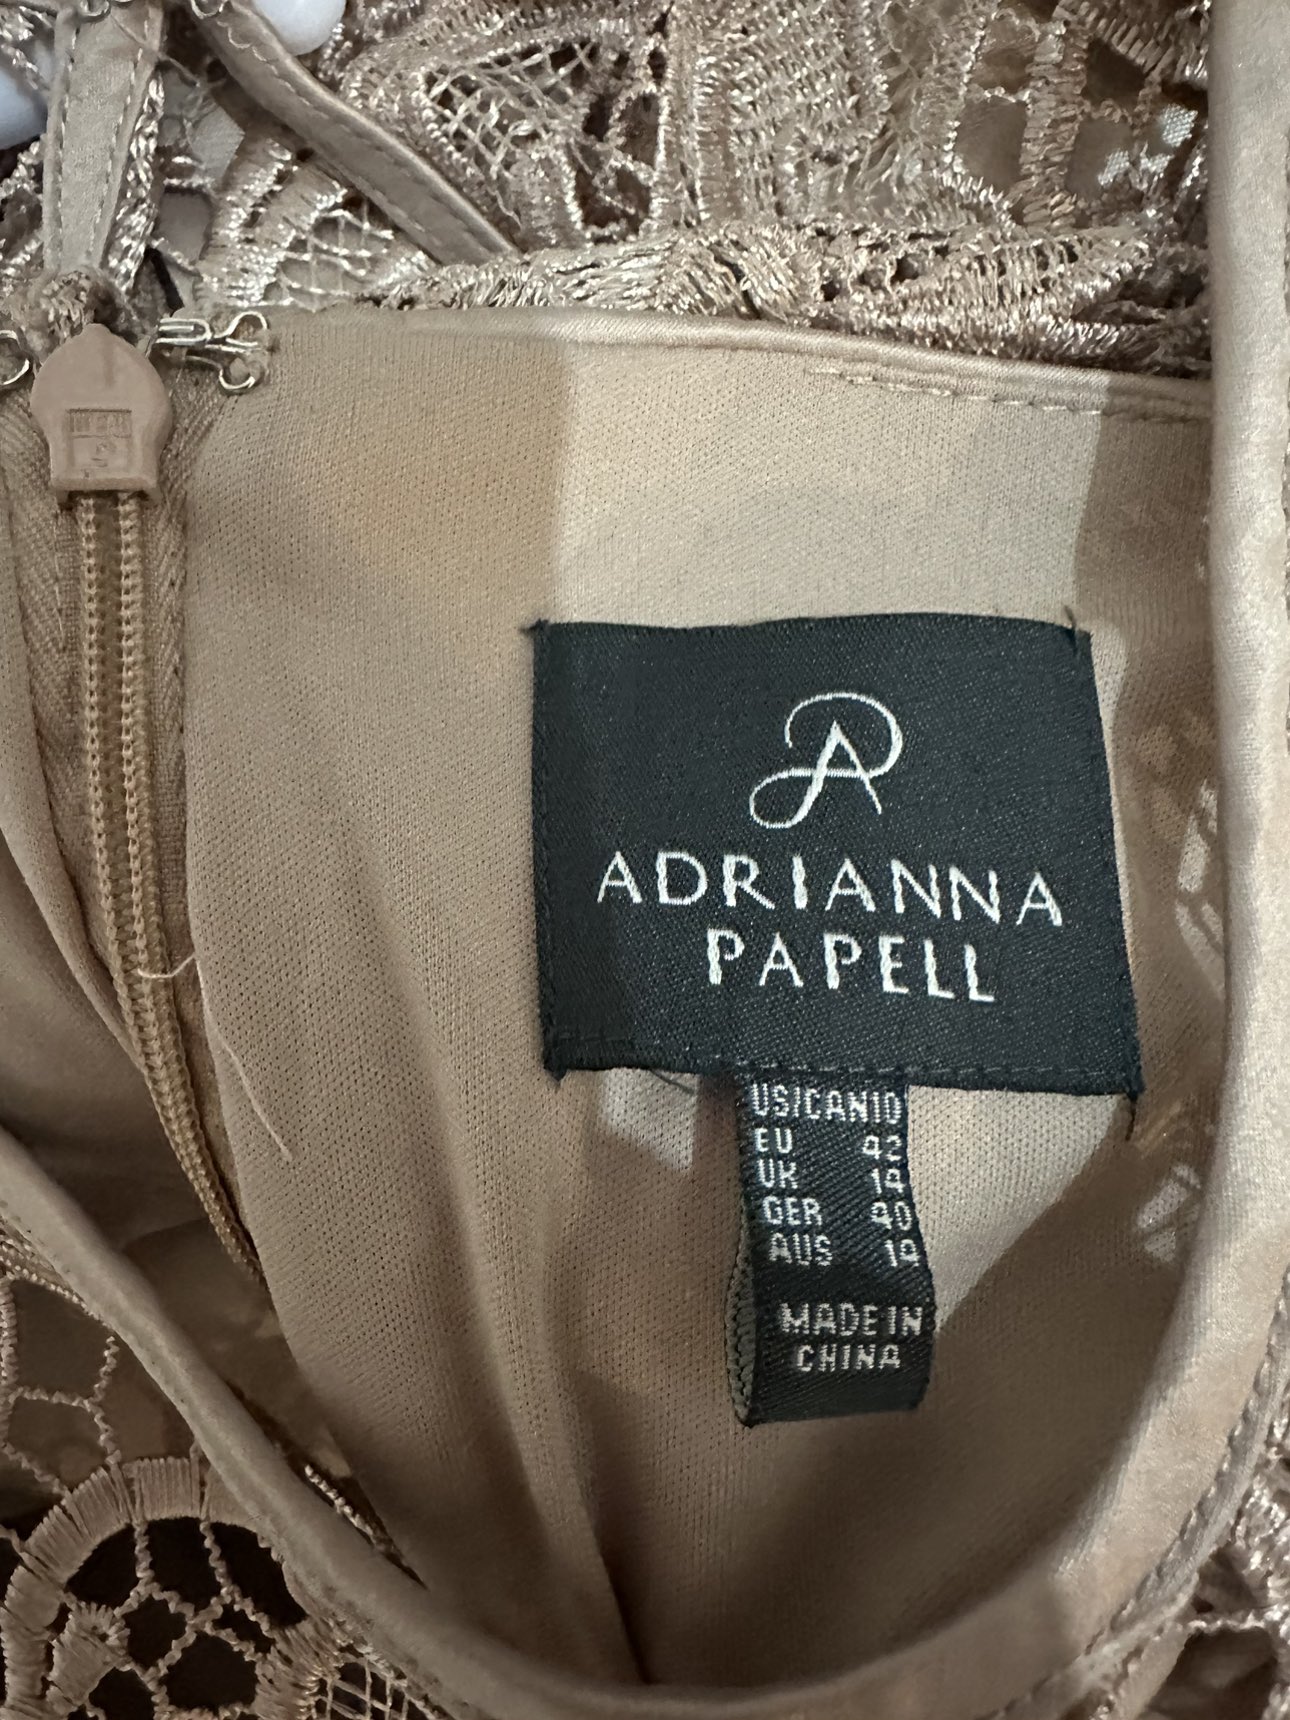 ADRIANNA
PAPELL
US/CAN10
EU 42
UK 14
GER 40
AUS 14
MADE IN
CHINA